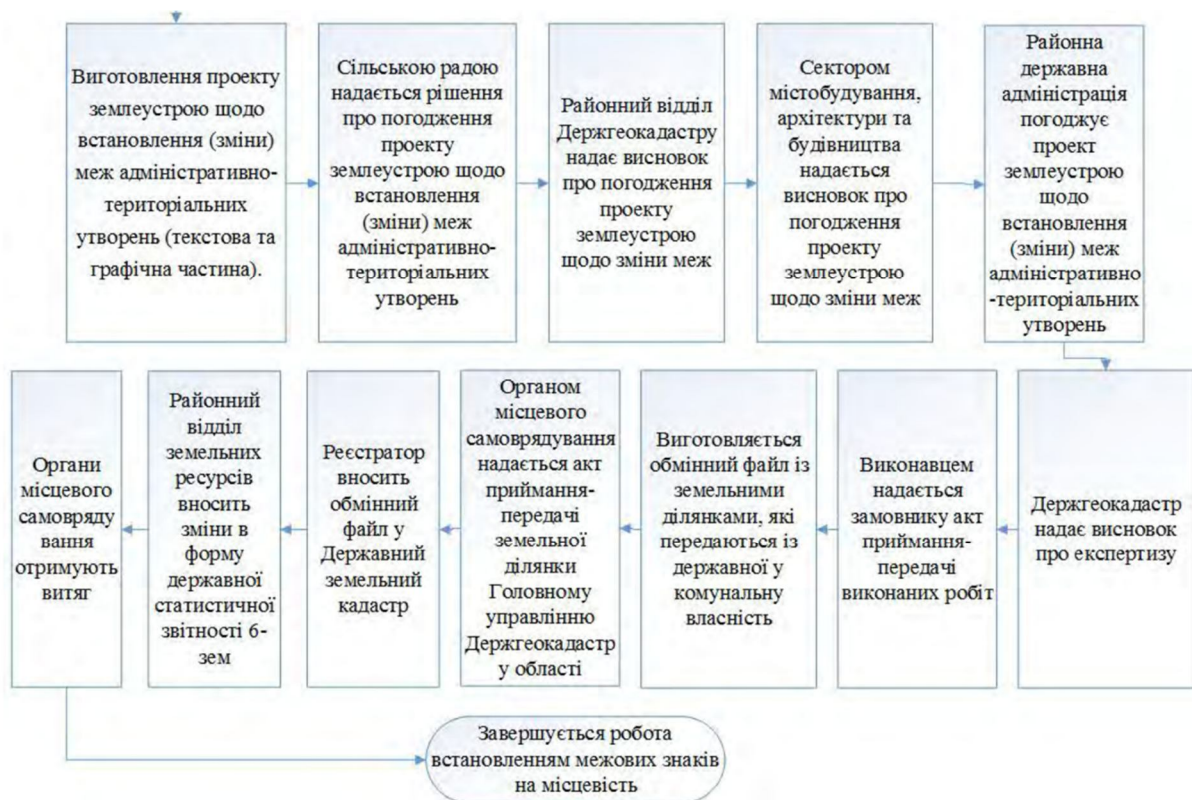 Виготовлення проекту
землеустрою щодо
встановлення (зміни)
меж адміністративно-
територіальних
утворень (текстова та
графічна частина).
Сільською радою
надається рішення
про погодження
проекту
землеустрою щодо
встановлення
(зміни) меж
адміністративно-
територіальних
утворень
Районний відділ
Держгеокадастру
надає висновок
про погодження
проекту
землеустрою
щодо зміни меж
Сектором
містобудування,
архітектури та
будівництва
надається
висновок про
погодження
проекту
землеустрою
щодо зміни меж
Районна
державна
адміністрація
погоджує
проект
землеустрою
щодо
встановлення
(зміни) меж
адміністративно
-територіальних
утворень
Держгеокадастр
надає висновок
про експертизу
Виконавцем
надається
замовнику акт
приймання-
передачі
виконаних робіт
Виготовляється
обмінний файл із
земельними
ділянками, які
передаються із
державної у
комунальну
власність
Органом
місцевого
самоврядування
надається акт
приймання-
передачі
земельної
ділянки
Головному
управлінню
Держгеокадастр
у області
Реєстратор
вносить
обмінний
файл у
Державний
земельний
кадастр
Районний
відділ
земельних
ресурсів
вносить
зміни в
форму
державної
статистичної
звітності 6-
зем
Органи
місцевого
самовряду
вання
отримують
витяг
Завершується робота
встановленням межових знаків
на місцевість